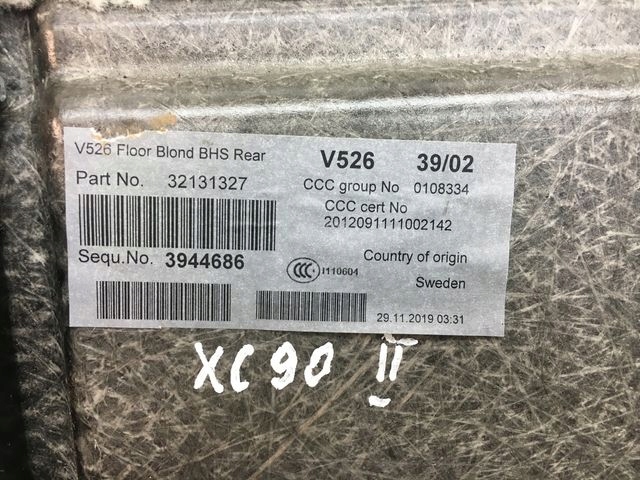 V526 Floor Blond BHS Rear
Part No. 32131327
Sequ.No. 3944686
V526 39/02
CCC group No 0108334
CCC cert No
2012091111002142
CCC I110604
Country of origin
Sweden
29.11.2019 03:31
XC90 II